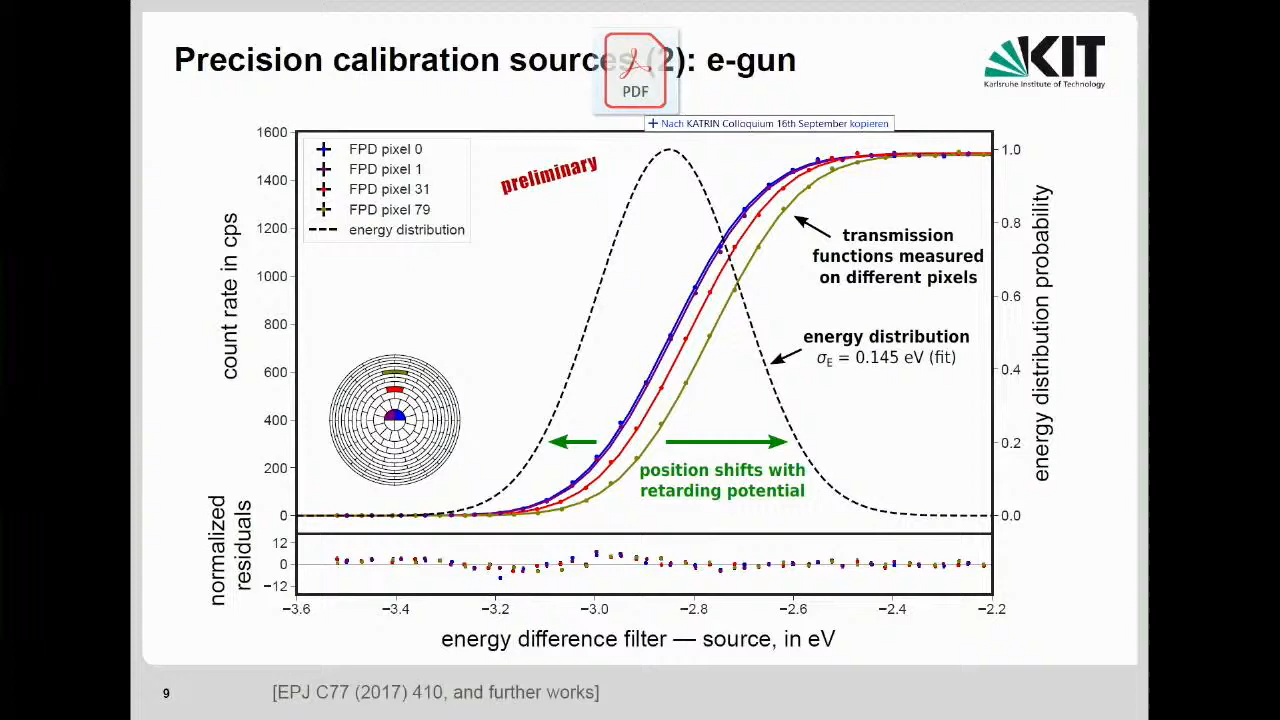 Precision calibration sources (2): e-gun
PDF
KIT
Karlsruhe Institute of Technology
+ Nach KATRIN Colloquium 16th September kopieren
FPD pixel 0
FPD pixel 1
FPD pixel 31
FPD pixel 79
energy distribution
preliminary
transmission
functions measured
on different pixels
energy distribution
σE = 0.145 eV (fit)
position shifts with
retarding potential
count rate in cps
1600
1400
1200
1000
800
600
400
200
0
energy distribution probability
1.0
0.8
0.6
0.4
0.2
0.0
normalized
residuals
12
0
−12
−3.6 −3.4 −3.2 −3.0 −2.8 −2.6 −2.4 −2.2
energy difference filter — source, in eV
9
[EPJ C77 (2017) 410, and further works]